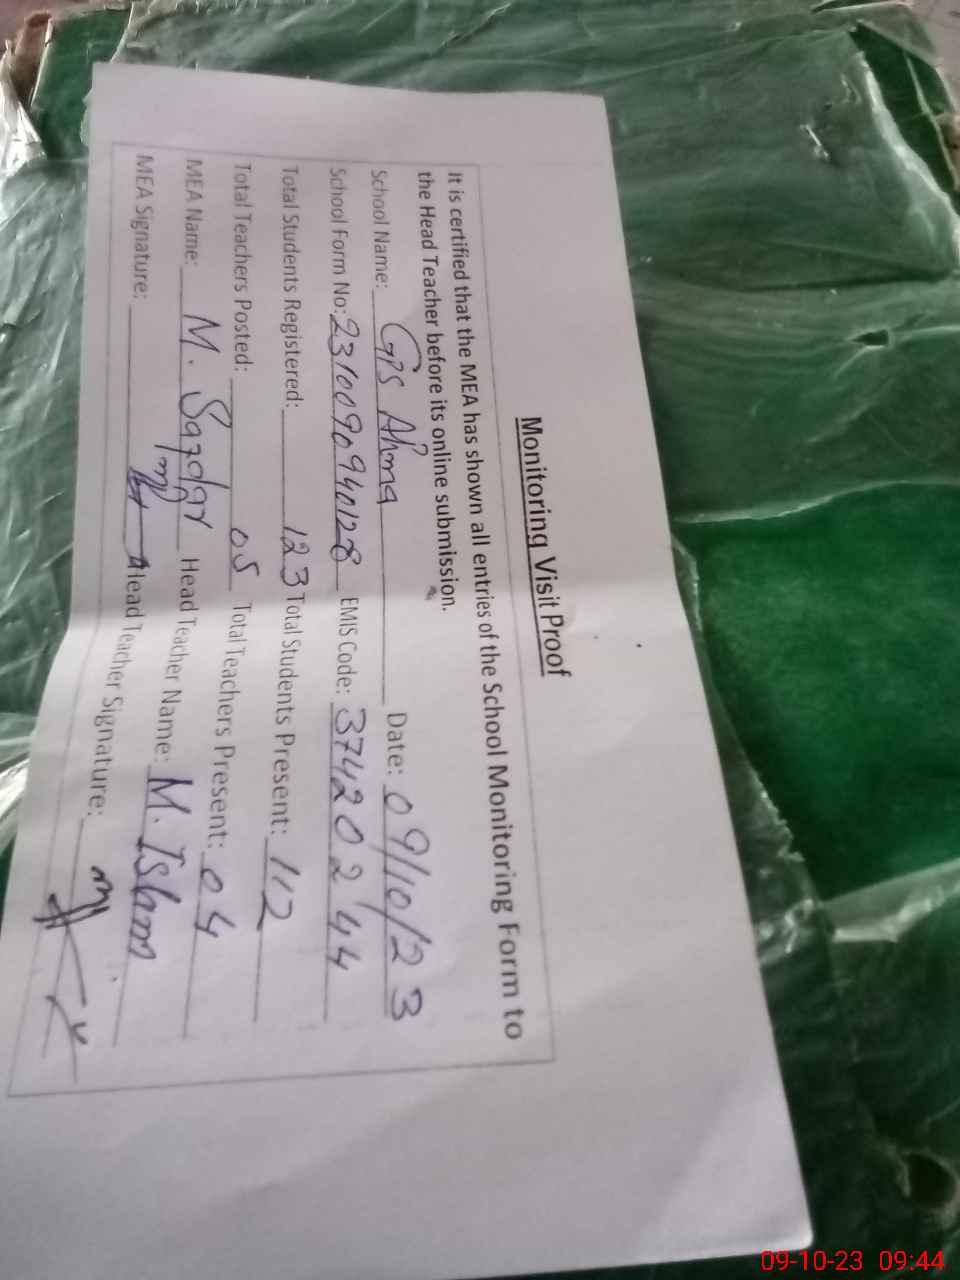 Monitoring Visit Proof
It is certified that the MEA has shown all entries of the School Monitoring Form to
the Head Teacher before its online submission.
School Name: GPS Ahma Date: 09/10/23
School Form No: 2310090940128 EMIS Code: 37420244
Total Students Registered: 123 Total Students Present: 112
Total Teachers Posted: 05 Total Teachers Present: 04
MEA Name: M. Safdar Head Teacher Name: M. Islam
MEA Signature: Head Teacher Signature:
09-10-23 09:44